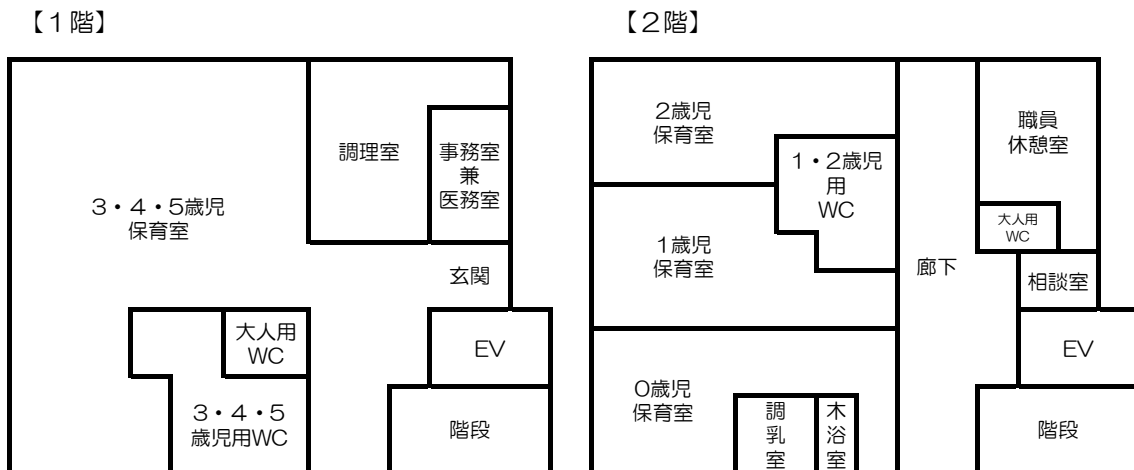 【１階】
調理室
事務室
兼
医務室
３・４・５歳児
保育室
玄関
大人用
WC
EV
３・４・５
歳児用WC
階段
【２階】
２歳児
保育室
職員
休憩室
１・２歳児
用
WC
大人用
WC
１歳児
保育室
廊下
相談室
EV
０歳児
保育室
調
乳
室
木
浴
室
階段